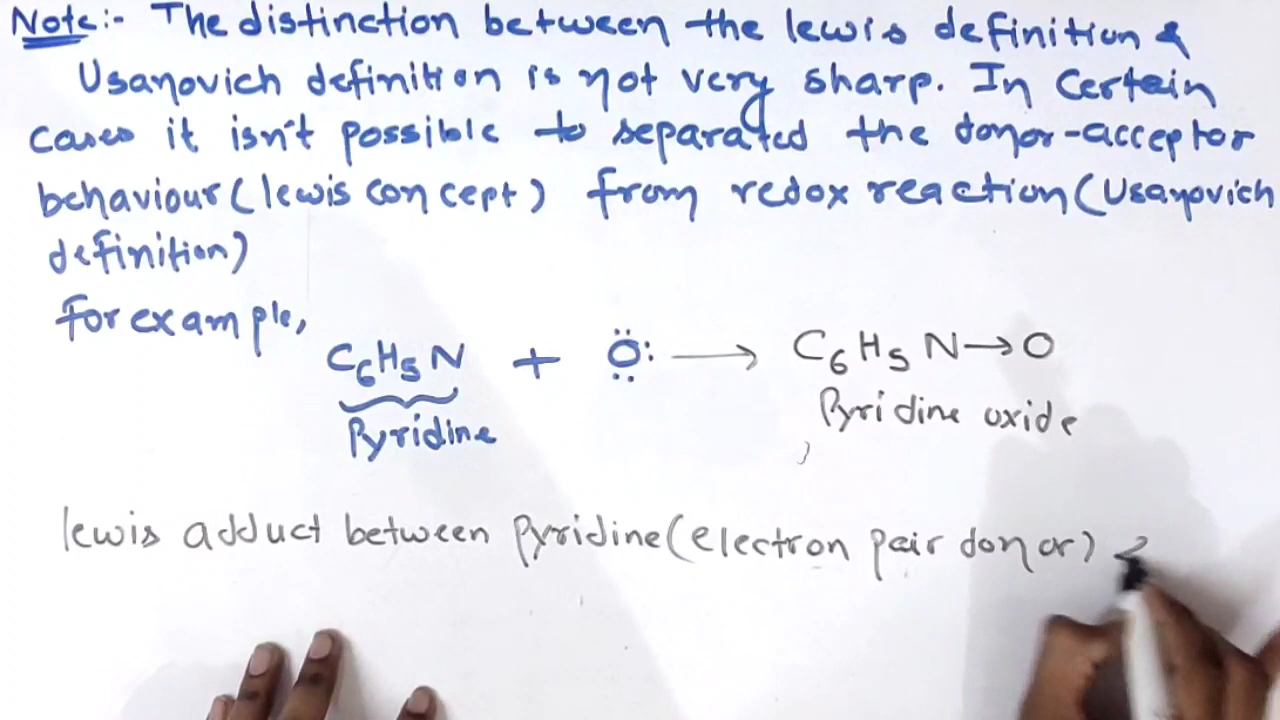 Note:- The distinction between the lewis definition &
Usanovich definition is not very sharp. In Certain
cases it isn't possible to separated the donor-acceptor
behaviour (lewis concept) from redox reaction (Usanovich
definition)
For example,
C6H5N + Ö: → C6H5N→O
Pyridine
Pyridine oxide
lewis adduct between Pyridine (electron pair donor) &